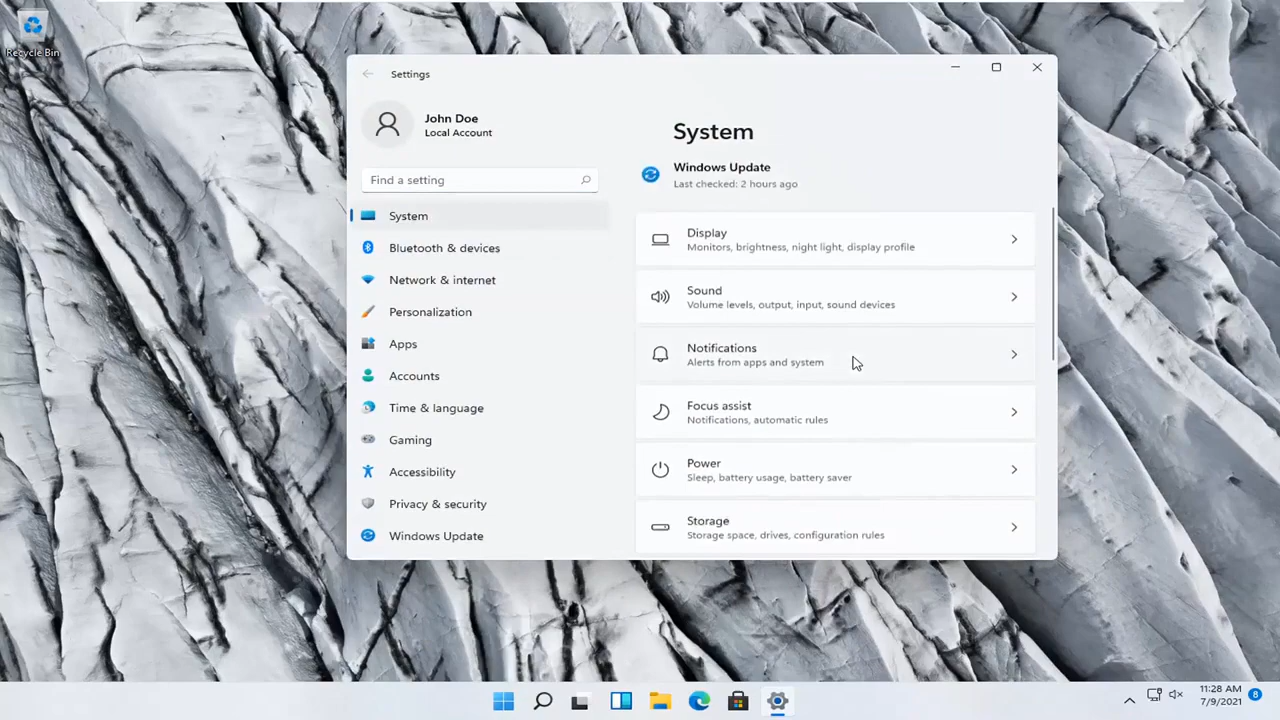 Recycle Bin
Settings
John Doe
Local Account
Find a setting
System
Bluetooth & devices
Network & internet
Personalization
Apps
Accounts
Time & language
Gaming
Accessibility
Privacy & security
Windows Update
System
Windows Update
Last checked: 2 hours ago
Display
Monitors, brightness, night light, display profile
Sound
Volume levels, output, input, sound devices
Notifications
Alerts from apps and system
Focus assist
Notifications, automatic rules
Power
Sleep, battery usage, battery saver
Storage
Storage space, drives, configuration rules
11:28 AM
7/9/2021
8